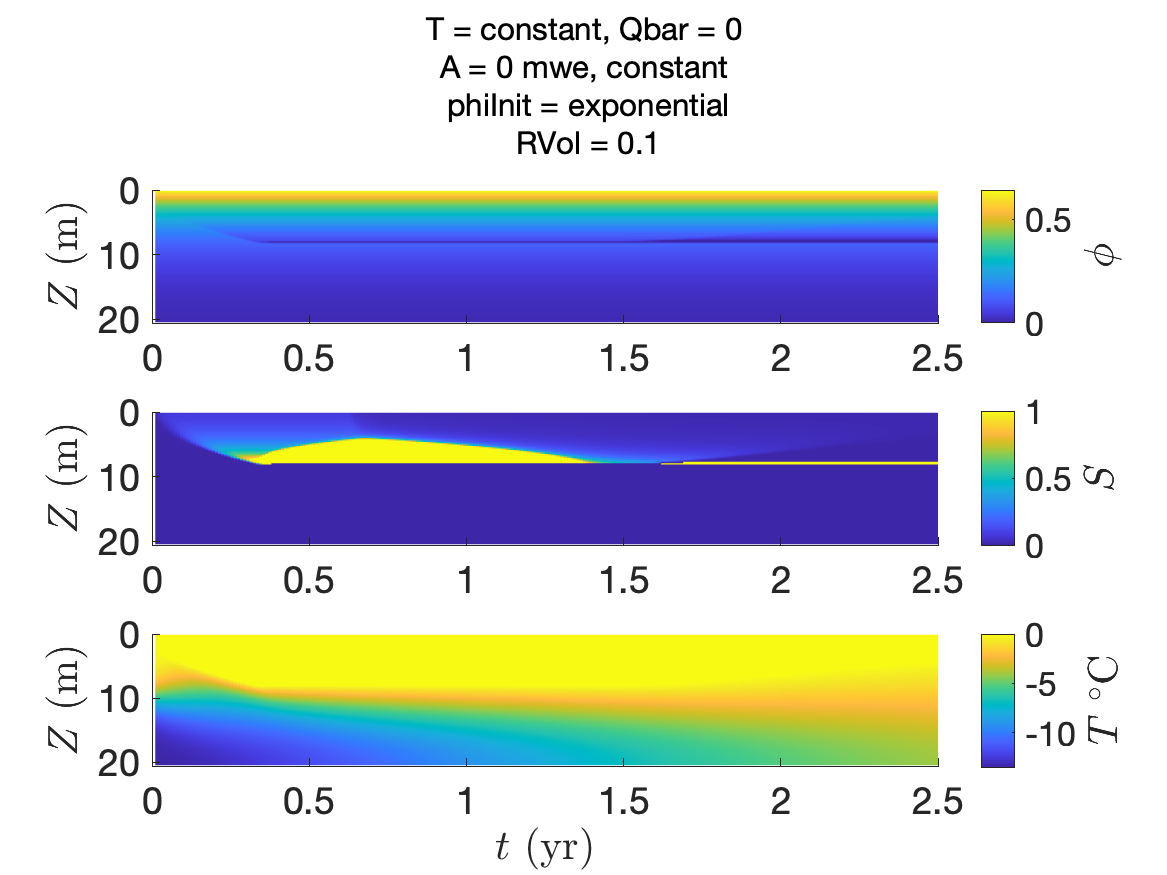 T = constant, Qbar = 0
A = 0 mwe, constant
phiInit = exponential
RVol = 0.1
0
10
20
Z (m)
0 0.5 1 1.5 2 2.5
0.5
0
ϕ
0
10
20
Z (m)
0 0.5 1 1.5 2 2.5
1
0.5
0
S
0
10
20
Z (m)
0 0.5 1 1.5 2 2.5
0
-5
-10
T °C
t (yr)